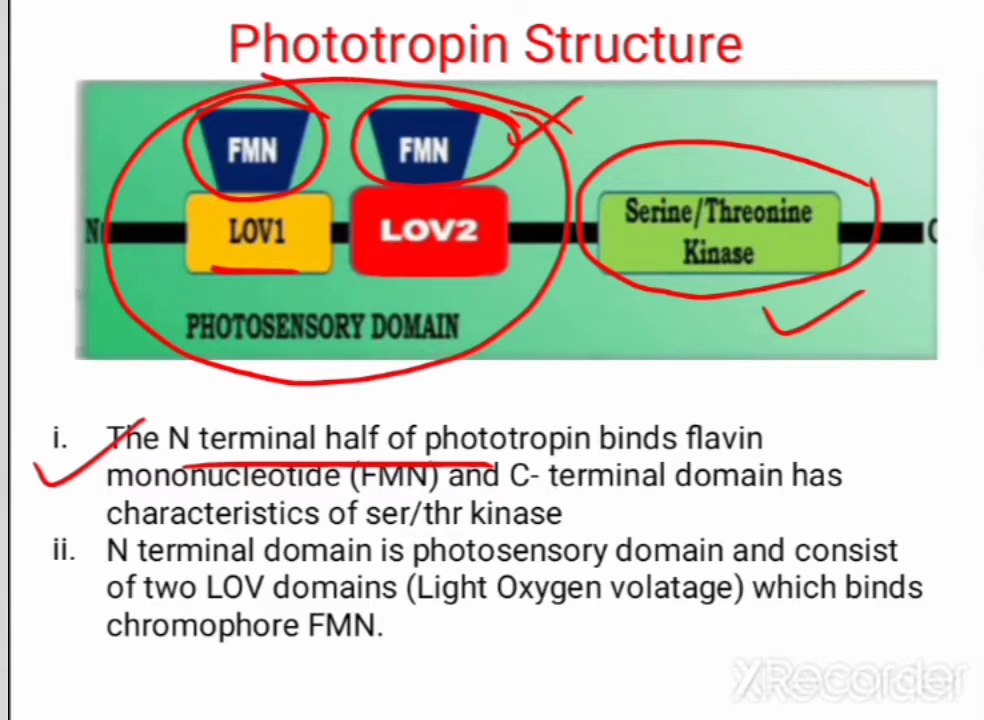 Phototropin Structure
FMN FMN
LOV1 LOV2 Serine/Threonine
Kinase
N C
PHOTOSENSORY DOMAIN
i. The N terminal half of phototropin binds flavin
mononucleotide (FMN) and C- terminal domain has
characteristics of ser/thr kinase
ii. N terminal domain is photosensory domain and consist
of two LOV domains (Light Oxygen volatage) which binds
chromophore FMN.
XRecorder